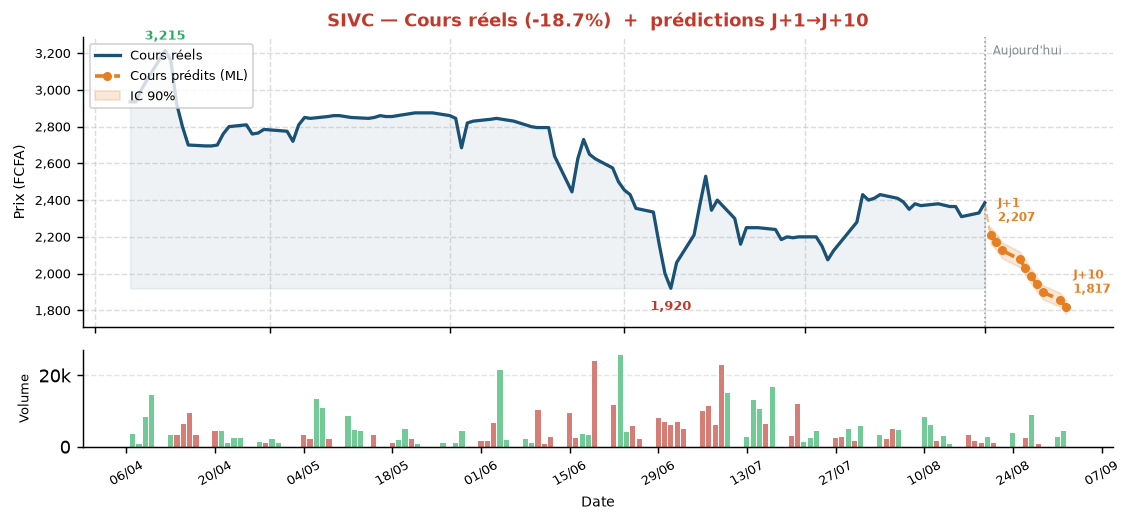 SIVC — Cours réels (-18.7%) + prédictions J+1→J+10
3,215
Cours réels
Cours prédits (ML)
IC 90%
Aujourd'hui
Prix (FCFA)
3,200
3,000
2,800
2,600
2,400
2,200
2,000
1,800
J+1
2,207
J+10
1,817
1,920
Volume
20k
0
06/04
20/04
04/05
18/05
01/06
15/06
29/06
13/07
27/07
10/08
24/08
07/09
Date